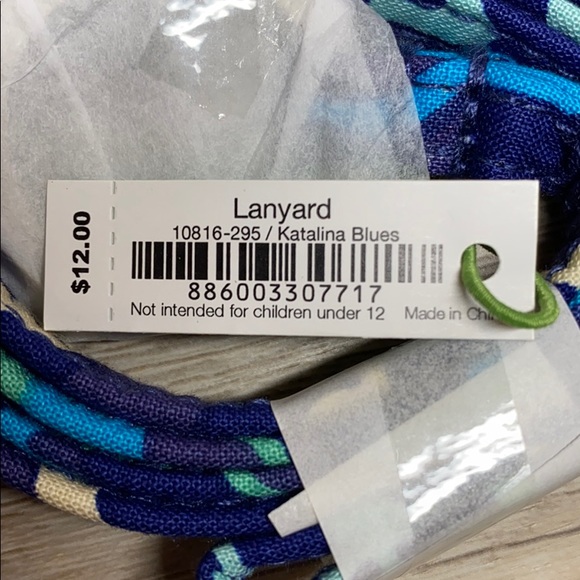 $12.00
Lanyard
10816-295 / Katalina Blues
886003307717
Not intended for children under 12 Made in